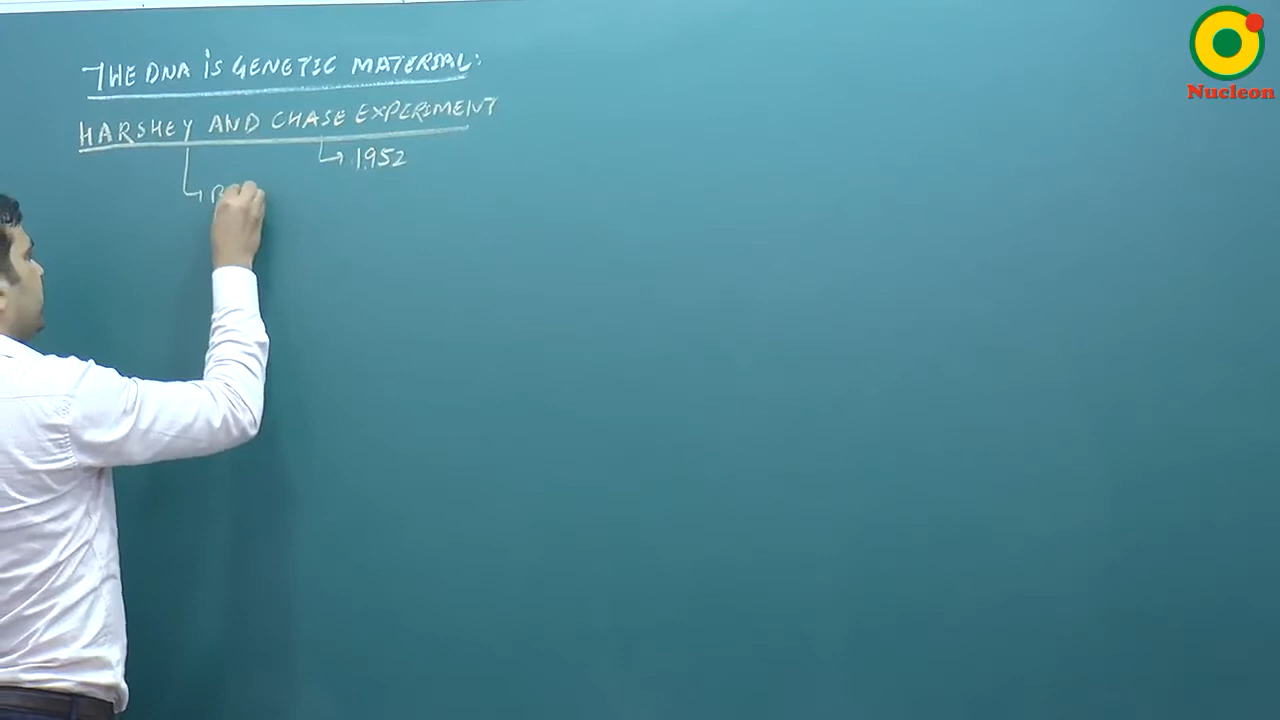 THE DNA iS GENETIC MATERIAL:
HARSHEY AND CHASE EXPERIMENT
1952
Nucleon